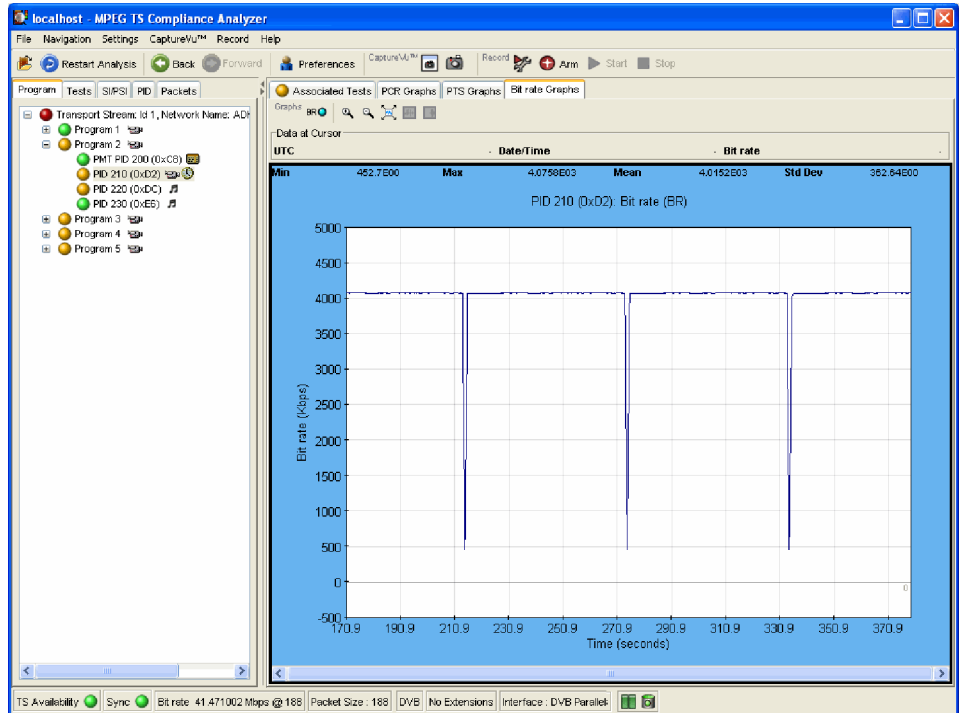 localhost - MPEG TS Compliance Analyzer
File Navigation Settings CaptureVu™ Record Help
Restart Analysis Back Forward Preferences CaptureVu™ Record Arm Start Stop
Program Tests SI/PSI PID Packets
Associated Tests PCR Graphs PTS Graphs Bit rate Graphs
Graphs BR
Data at Cursor
UTC - Date/Time - Bit rate -
Transport Stream: Id 1, Network Name: ADH
Program 1
Program 2
PMT PID 200 (0xC8)
PID 210 (0xD2)
PID 220 (0xDC)
PID 230 (0xE6)
Program 3
Program 4
Program 5
Min 452.7E00 Max 4.0758E03 Mean 4.0152E03 Std Dev 362.64E00
PID 210 (0xD2): Bit rate (BR)
Bit rate (Kbps)
5000
4500
4000
3500
3000
2500
2000
1500
1000
500
0
-500
0
170.9 190.9 210.9 230.9 250.9 270.9 290.9 310.9 330.9 350.9 370.9
Time (seconds)
TS Availability Sync Bit rate 41.471002 Mbps @ 188 Packet Size : 188 DVB No Extensions Interface : DVB Parallel